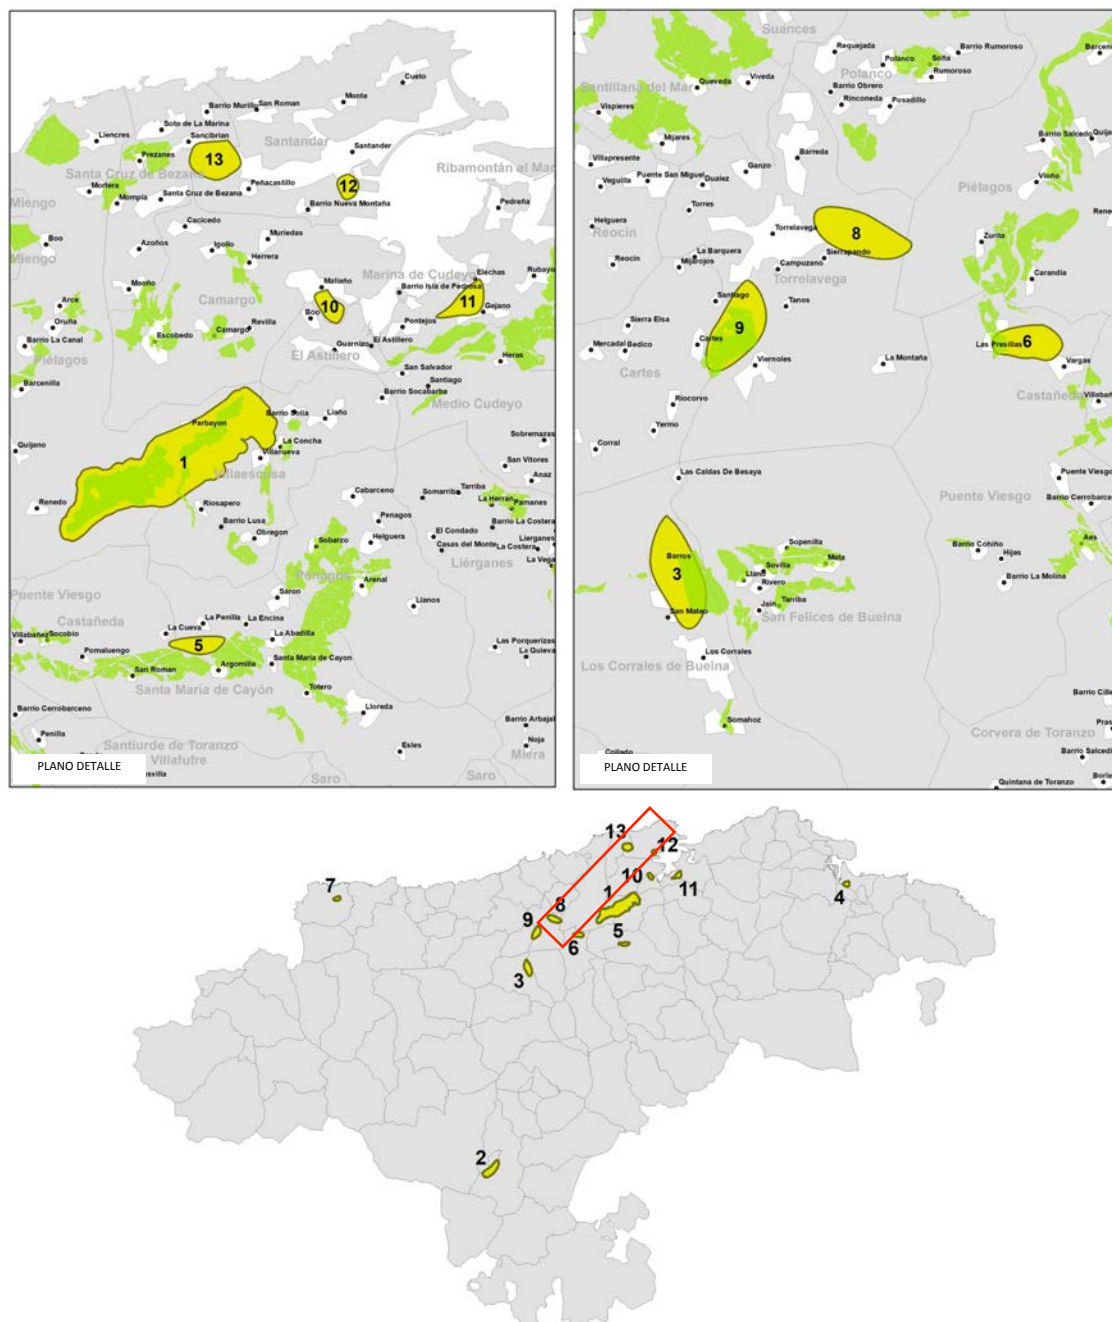 Cueto
Monte
Barrio Murillo
San Roman
Soto de La Marina
Santander
Liencres
Sancibrian
Santander
Prezanes
13
Ribamontán al Mar
Santa Cruz de Bezana
Peñacastillo
12
Mortera
Santa Cruz de Bezana
Miengo
Mompia
Barrio Nueva Montaña
Pedreña
Cacicedo
Boo
Muriedas
Azoños
Igollo
Miengo
Herrera
Marina de Cudeyo
Elechas
Rubayo
Maoño
Maliaño
Barrio Isla de Pedrosa
Camargo
10
11
Arce
Boo
Gajano
Oruña
Camargo
Revilla
Pontejos
Barrio La Canal
Escobedo
Guarnizo
El Astillero
El Astillero
Piélagos
Heras
San Salvador
Barcenilla
Santiago
Barrio Socabarba
Medio Cudeyo
Barrio Solia
Liaño
Parbayon
Sobremazas
Quijano
La Concha
Villanueva
1
San Vitores
Villaescusa
Anaz
Cabarceno
Somarriba
Tarriba
La Herran
Renedo
Riosapero
Pamanes
Penagos
Barrio Lusa
Barrio La Costera
Obregon
Helguera
El Condado
Lierganes
Sobarzo
Casas del Monte
La Costera
Liérganes
La Vega
Penagos
Arenal
Puente Viesgo
Saron
Llanos
Castañeda
La Penilla
La Encina
La Cueva
Villabañez
Socobio
La Abadilla
5
Las Porquerizas
Pomaluengo
La Quieva
Argomilla
Santa Maria de Cayon
San Roman
Santa María de Cayón
Totero
Barrio Cerrobarceno
Lloreda
Barrio Arbajal
Penilla
Noja
Santiurde de Toranzo
Esles
Miera
Villafufre
PLANO DETALLE
Saro
Saro
Suances
Requejada
Barrio Rumoroso
Polanco
Soña
Barcenilla
Polanco
Rumoroso
Queveda
Viveda
Barrio Obrero
Santillana del Mar
Rinconeda
Posadillo
Vispieres
Barrio Salcedo
Mijares
Villapresente
Ganzo
Barreda
Puente San Miguel
Vioño
Veguilla
Dualez
Piélagos
Torres
Helguera
8
Reocín
Torrelavega
Zurita
La Barquera
Sierrapando
Reocin
Mijarojos
Campuzano
Carandia
Torrelavega
Santiago
Tanos
Sierra Elsa
9
6
Mercadal
Bedico
Cartes
Las Presillas
La Montaña
Vargas
Viernoles
Cartes
Castañeda
Riocorvo
Yermo
Corral
Las Caldas De Besaya
Puente Viesgo
Puente Viesgo
Sopenilla
Aes
Barros
Barrio Cohiño
Sovilla
Mata
Hijas
3
Llano
Rivero
Barrio La Molina
Jain
Tarriba
San Mateo
San Felices de Buelna
Los Corrales
Los Corrales de Buelna
Somahoz
Corvera de Toranzo
PLANO DETALLE
Quintana de Toranzo
13
12
7
10
11
4
1
8
9
5
6
3
2